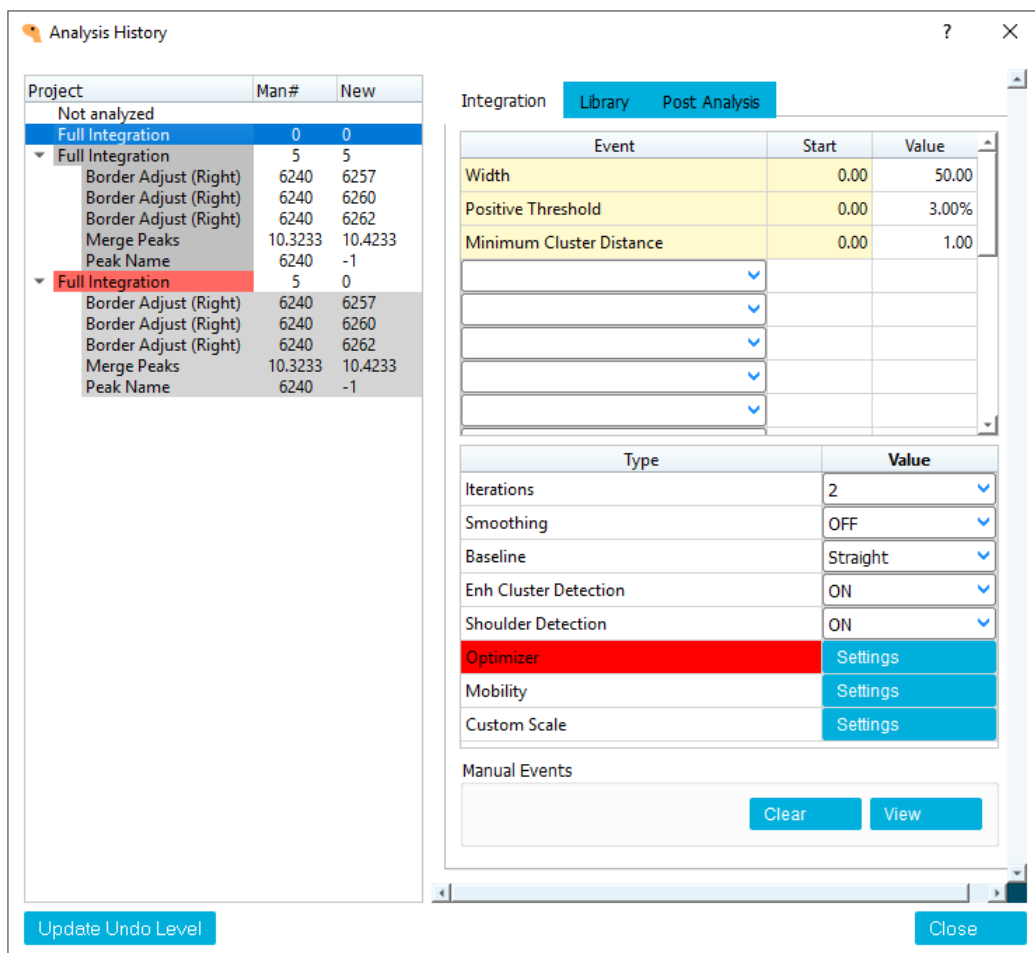 Analysis History ?
Project Man# New
Not analyzed
Full Integration 0 0
Full Integration 5 5
Border Adjust (Right) 6240 6257
Border Adjust (Right) 6240 6260
Border Adjust (Right) 6240 6262
Merge Peaks 10.3233 10.4233
Peak Name 6240 -1
Full Integration 5 0
Border Adjust (Right) 6240 6257
Border Adjust (Right) 6240 6260
Border Adjust (Right) 6240 6262
Merge Peaks 10.3233 10.4233
Peak Name 6240 -1
Integration Library Post Analysis
Event Start Value
Width 0.00 50.00
Positive Threshold 0.00 3.00%
Minimum Cluster Distance 0.00 1.00
Type Value
Iterations 2
Smoothing OFF
Baseline Straight
Enh Cluster Detection ON
Shoulder Detection ON
Optimizer Settings
Mobility Settings
Custom Scale Settings
Manual Events
Clear View
Update Undo Level Close